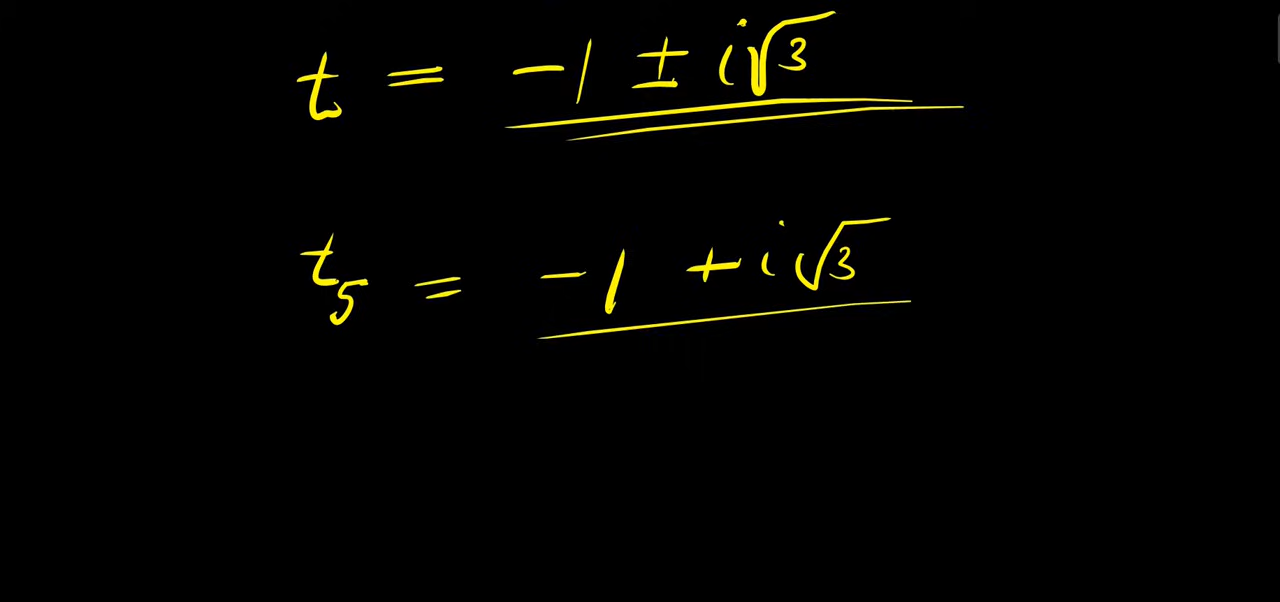 t = -1 ± i√3
t₅ = -1 + i√3